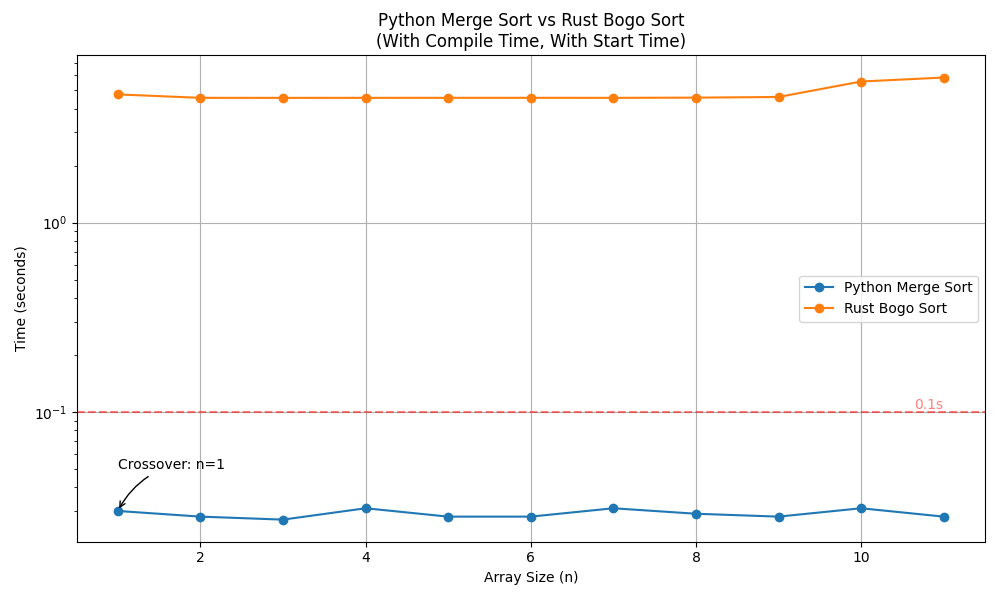 Python Merge Sort vs Rust Bogo Sort
(With Compile Time, With Start Time)
Time (seconds)
10⁰
10⁻¹
Python Merge Sort
Rust Bogo Sort
0.1s
Crossover: n=1
2 4 6 8 10
Array Size (n)